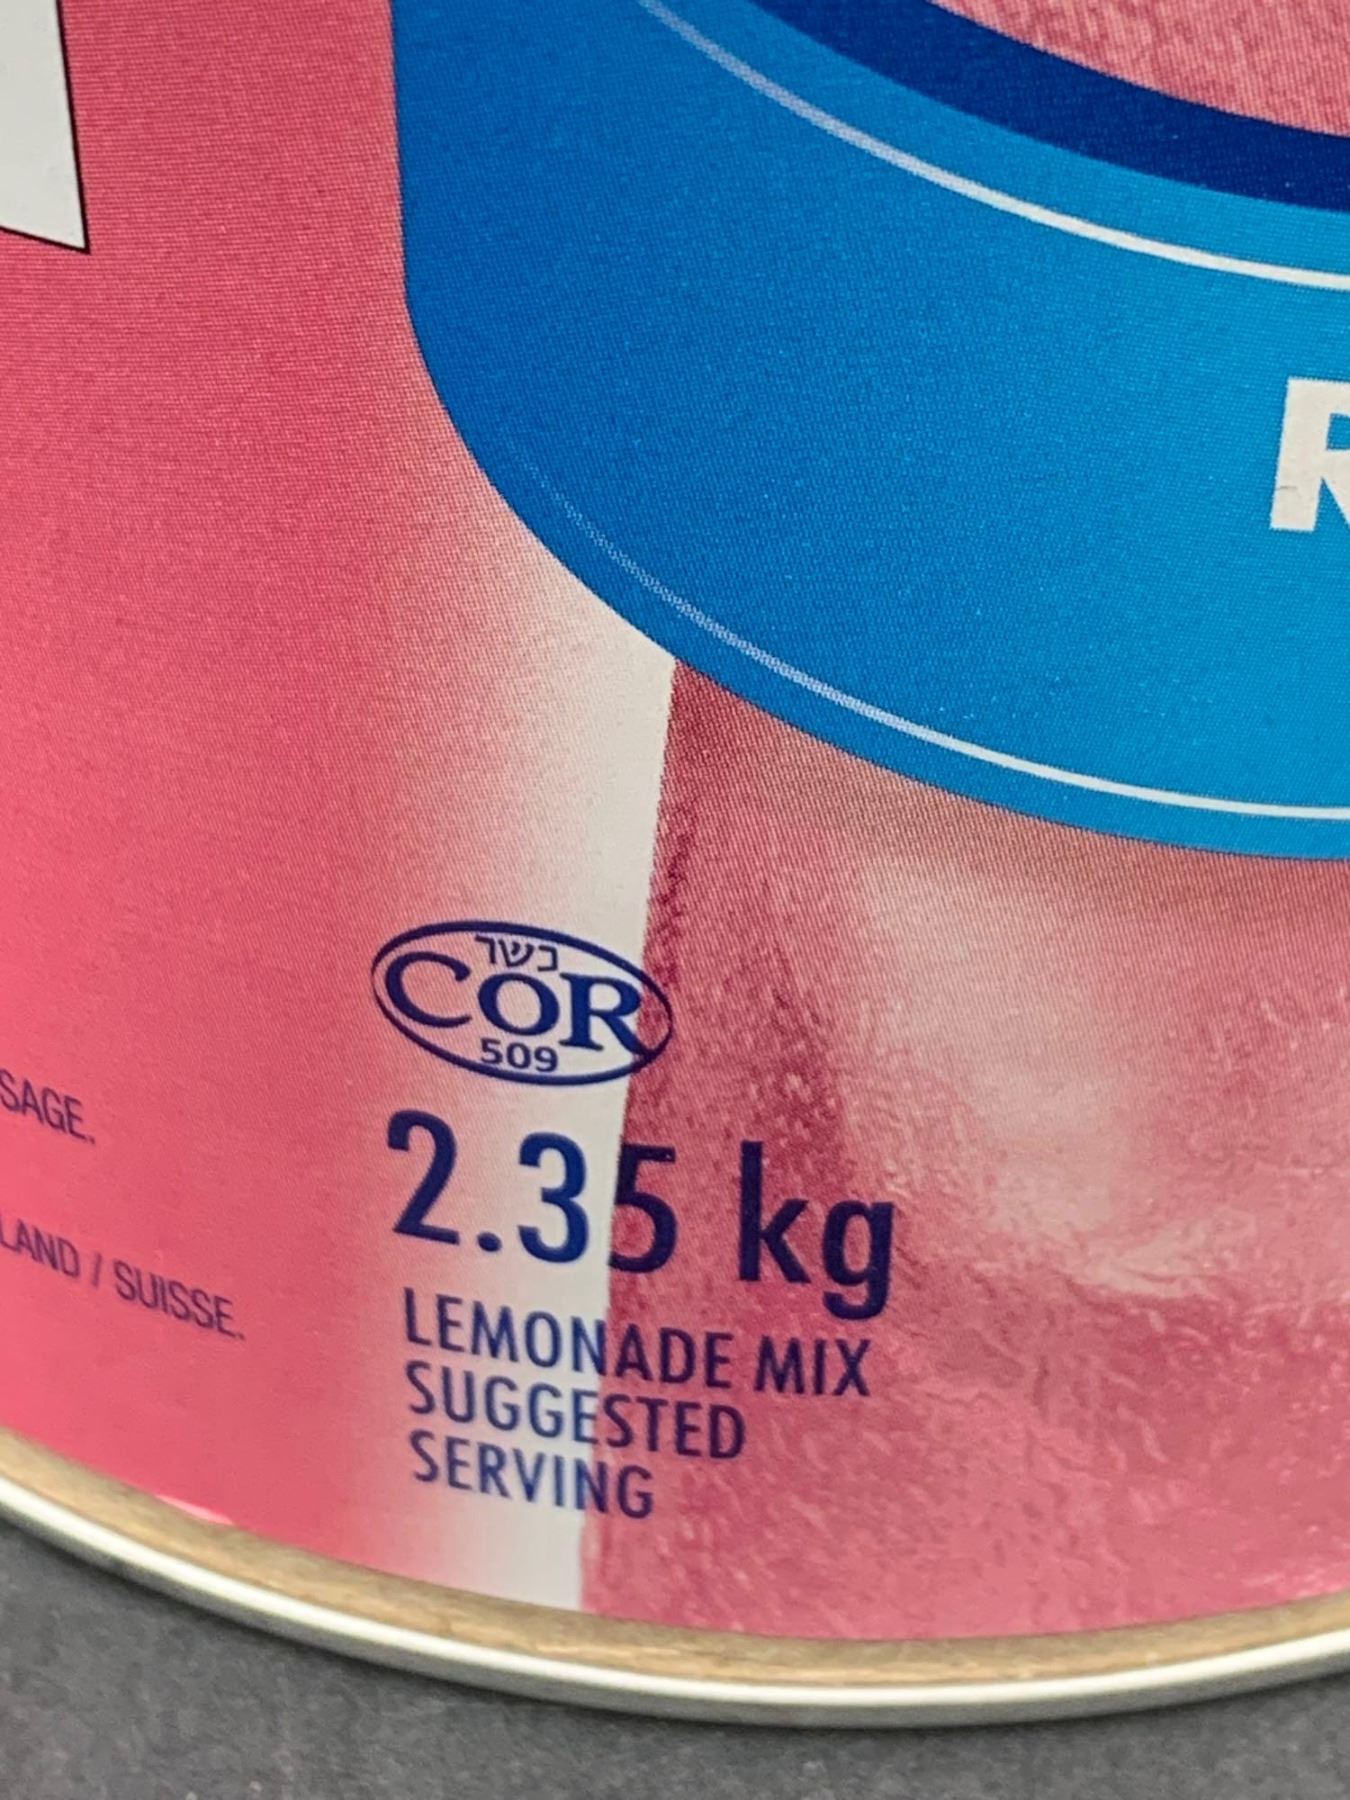 R
כשר
COR
509
SAGE.
2.35 kg
LAND / SUISSE.
LEMONADE MIX
SUGGESTED
SERVING